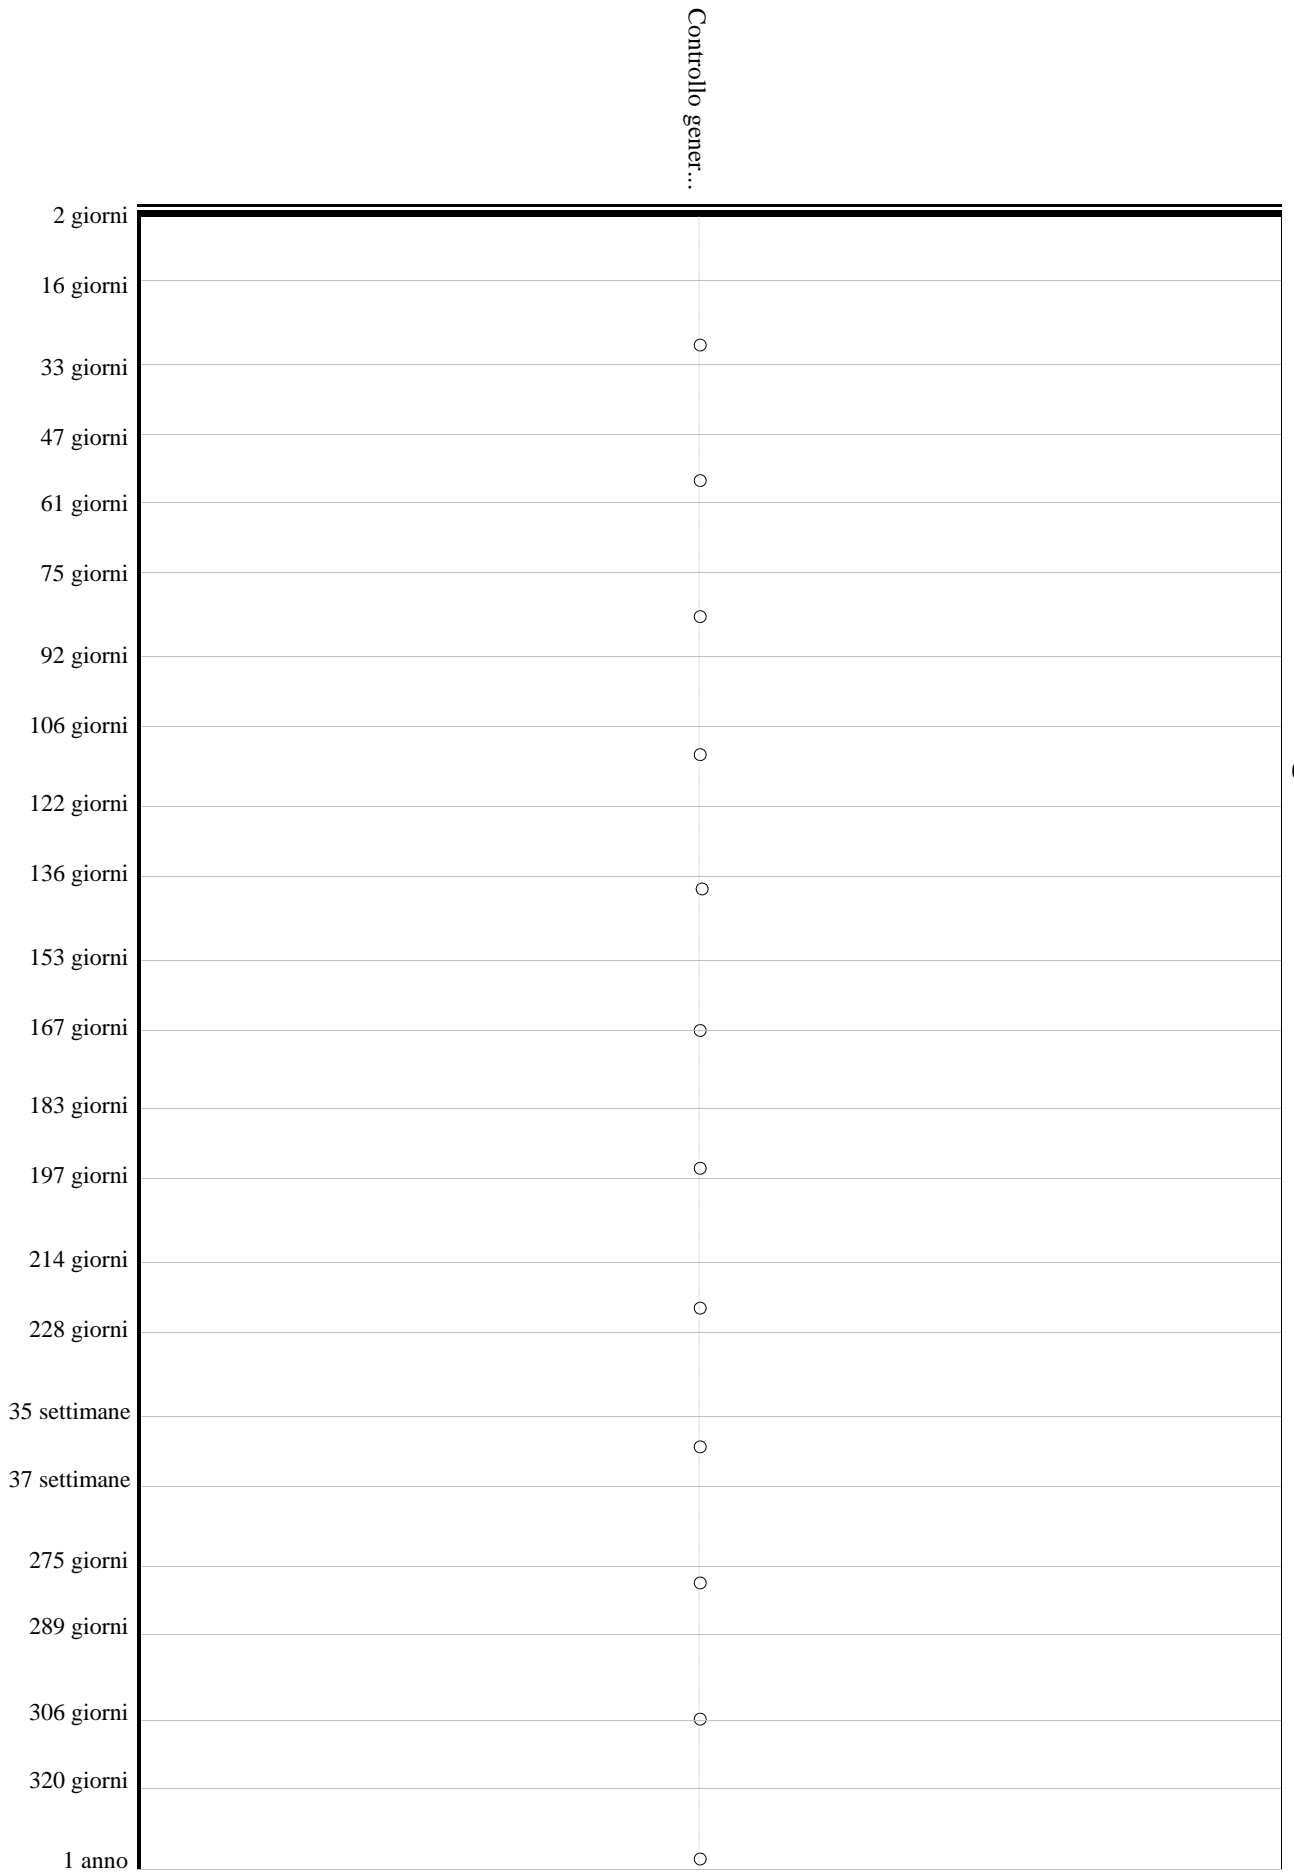 Controllo gener...
2 giorni
16 giorni
33 giorni
47 giorni
61 giorni
75 giorni
92 giorni
106 giorni
122 giorni
136 giorni
153 giorni
167 giorni
183 giorni
197 giorni
214 giorni
228 giorni
35 settimane
37 settimane
275 giorni
289 giorni
306 giorni
320 giorni
1 anno